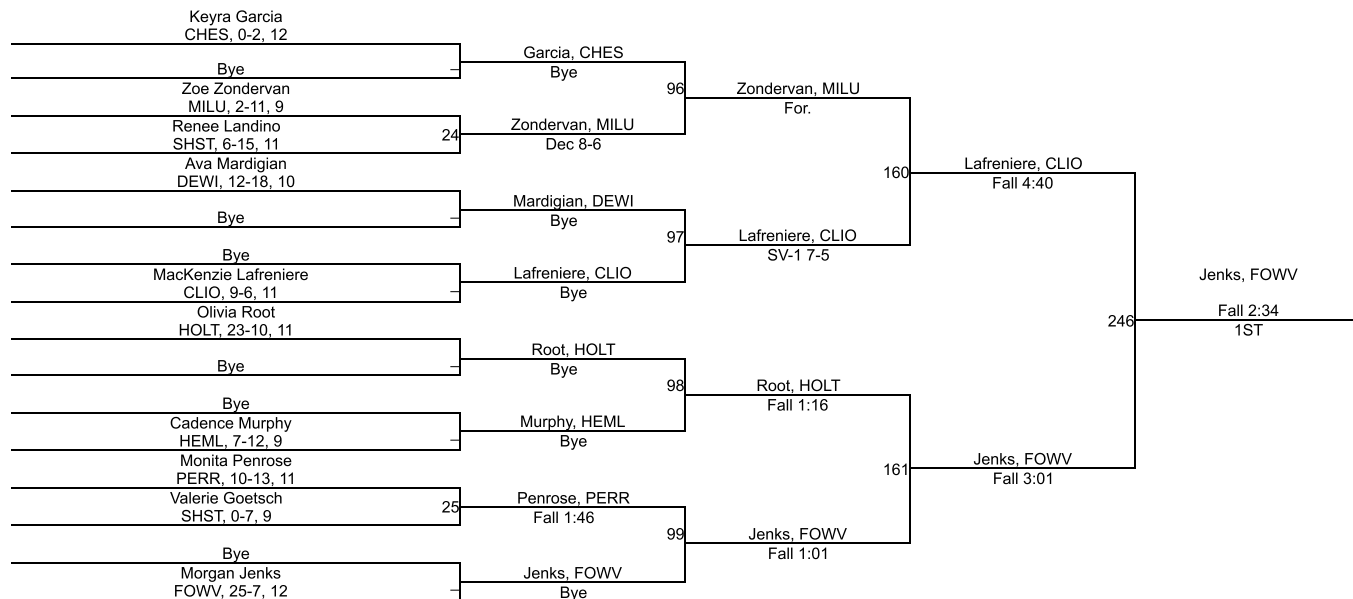 Keyra Garcia
CHES, 0-2, 12
Bye
Zoe Zondervan
MILU, 2-11, 9
Renee Landino
SHST, 6-15, 11
24
Ava Mardigian
DEWI, 12-18, 10
Bye
Bye
MacKenzie Lafreniere
CLIO, 9-6, 11
Olivia Root
HOLT, 23-10, 11
Bye
Bye
Cadence Murphy
HEML, 7-12, 9
Monita Penrose
PERR, 10-13, 11
Valerie Goetsch
SHST, 0-7, 9
25
Bye
Morgan Jenks
FOWV, 25-7, 12
Garcia, CHES
Bye
96
Zondervan, MILU
Dec 8-6
Mardigian, DEWI
Bye
97
Lafreniere, CLIO
Bye
Root, HOLT
Bye
98
Murphy, HEML
Bye
Penrose, PERR
Fall 1:46
99
Jenks, FOWV
Bye
Zondervan, MILU
For.
160
Lafreniere, CLIO
SV-1 7-5
Root, HOLT
Fall 1:16
161
Jenks, FOWV
Fall 1:01
Lafreniere, CLIO
Fall 4:40
246
Jenks, FOWV
Fall 3:01
Jenks, FOWV
Fall 2:34
1ST